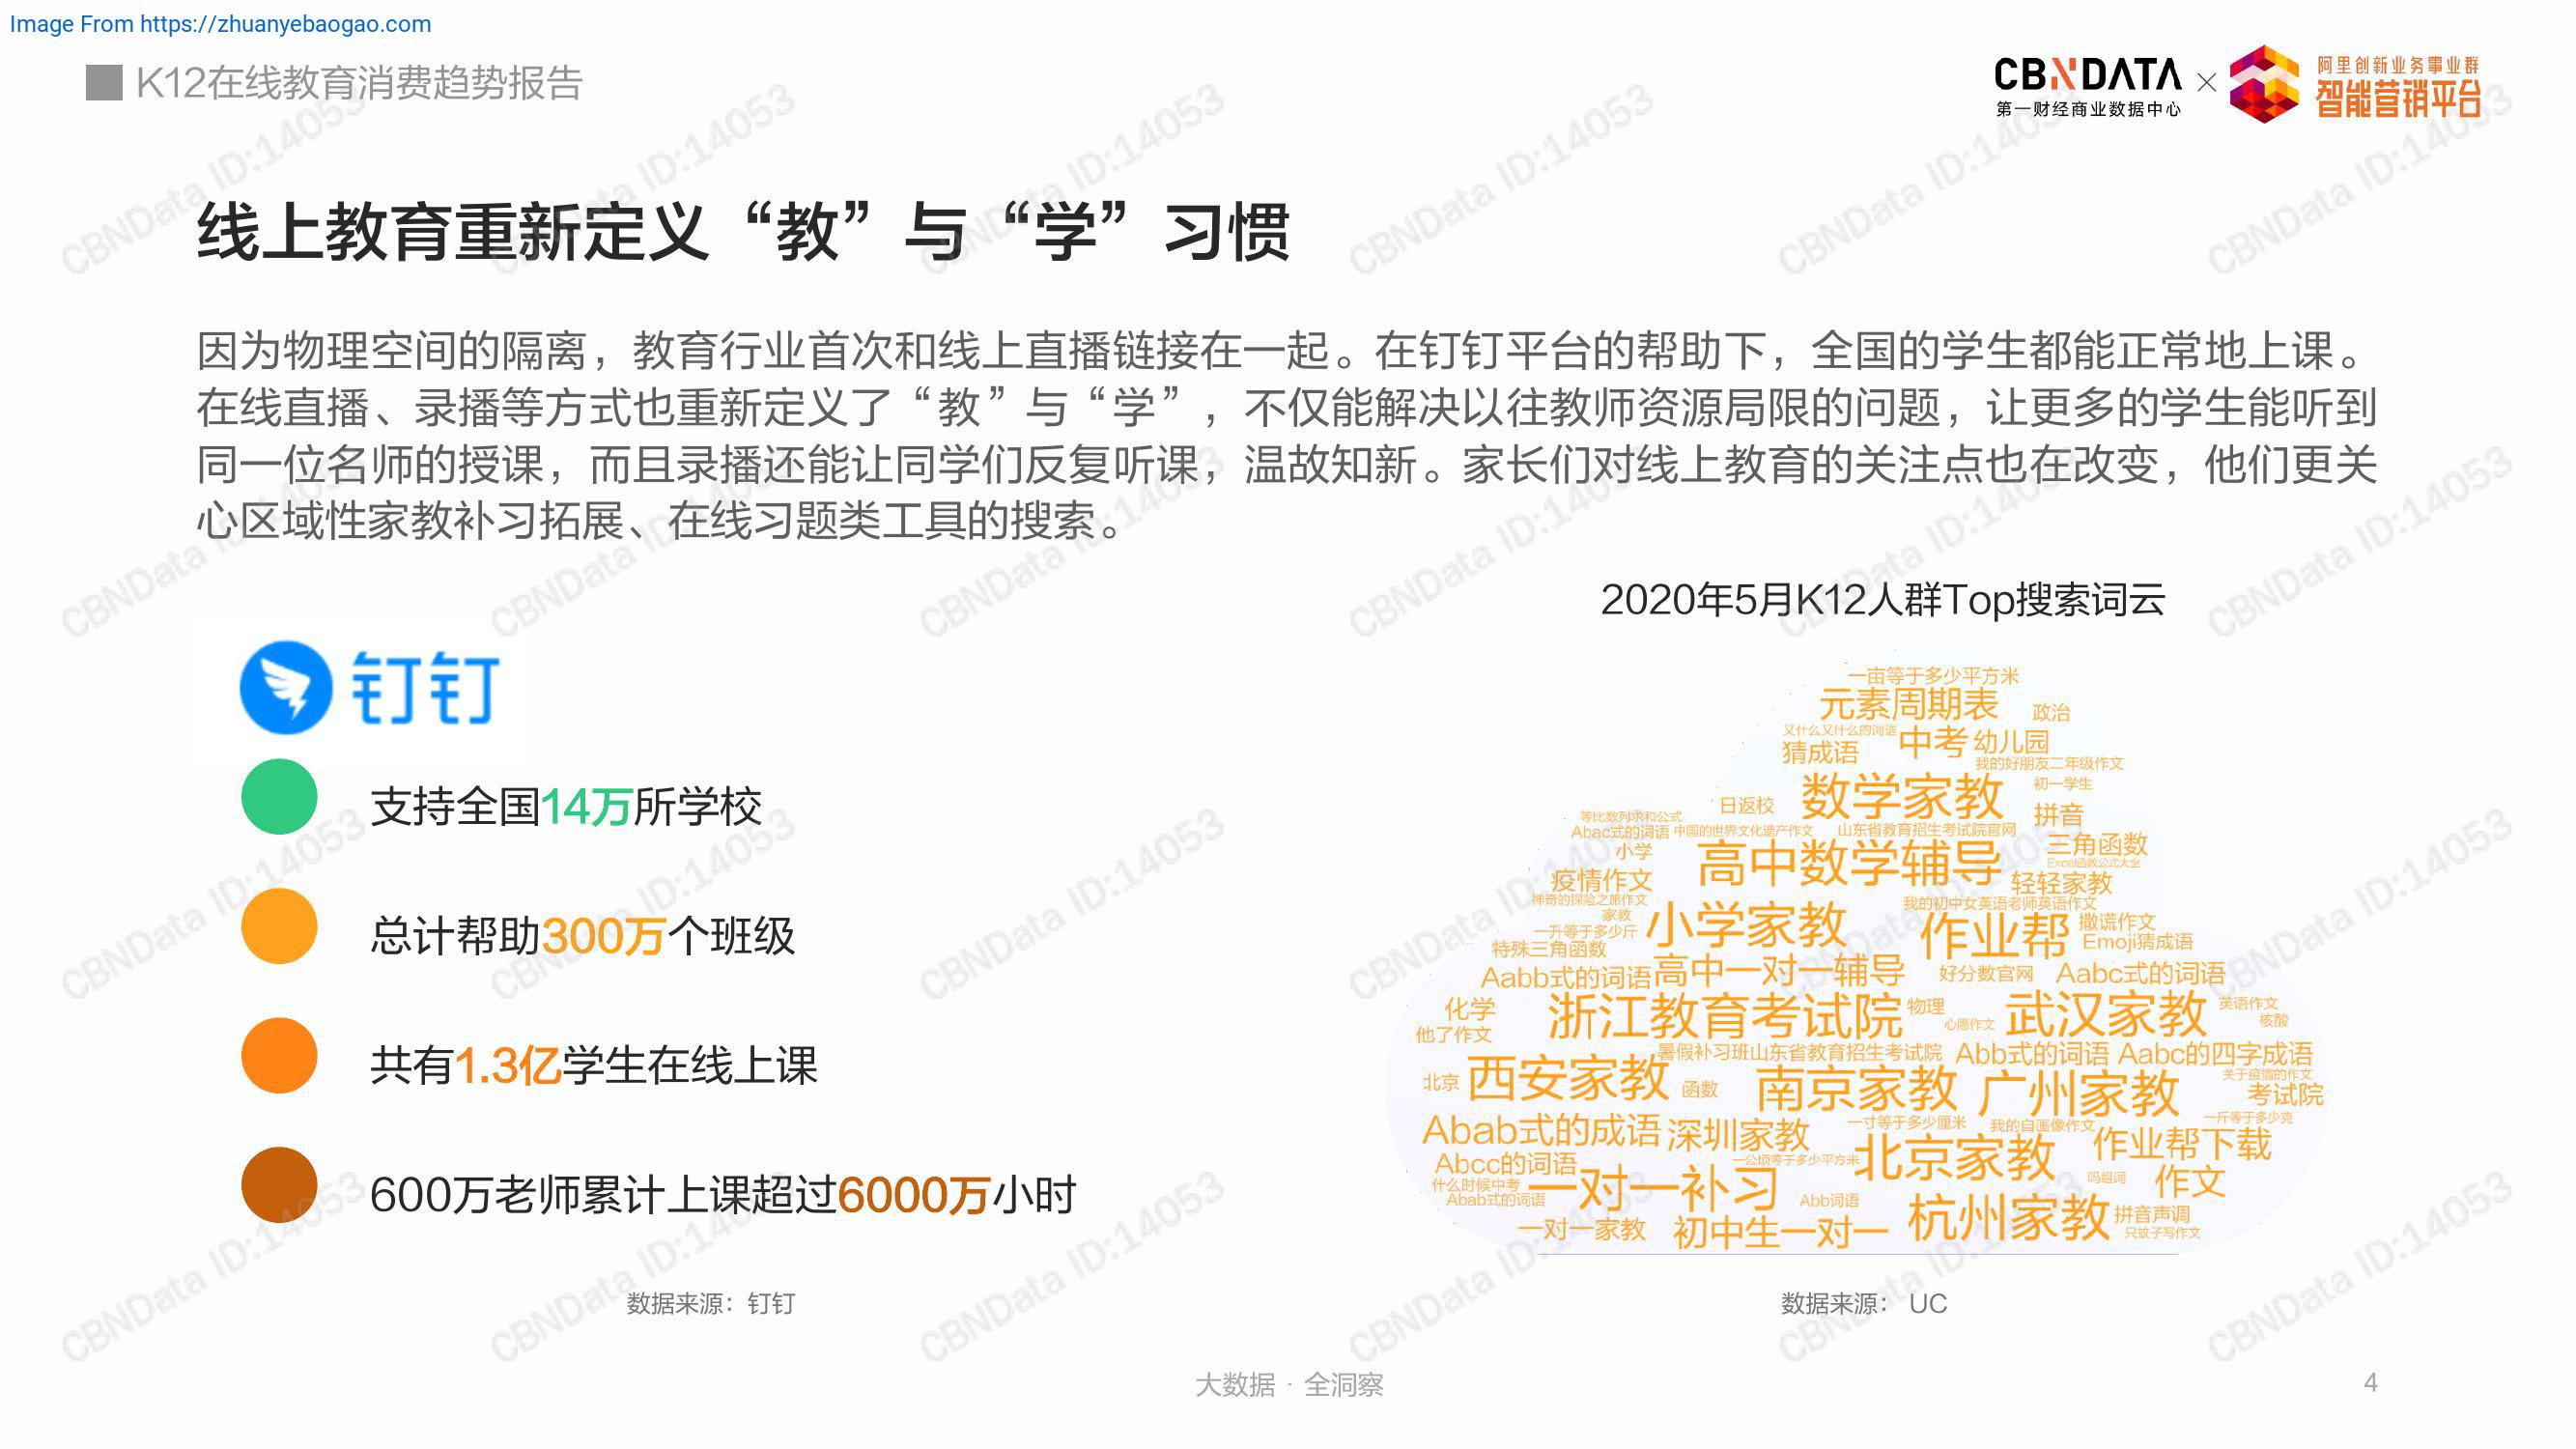 Image From https://zhuanyebaogao.com
K12在线教育消费趋势报告
CBNDATA
第一财经商业数据中心
×
阿里创新业务事业群
智能营销平台
线上教育重新定义“教”与“学”习惯
因为物理空间的隔离，教育行业首次和线上直播链接在一起。在钉钉平台的帮助下，全国的学生都能正常地上课。
在线直播、录播等方式也重新定义了“教”与“学”，不仅能解决以往教师资源局限的问题，让更多的学生能听到
同一位名师的授课，而且录播还能让同学们反复听课，温故知新。家长们对线上教育的关注点也在改变，他们更关
心区域性家教补习拓展、在线习题类工具的搜索。
钉钉
支持全国14万所学校
总计帮助300万个班级
共有1.3亿学生在线上课
600万老师累计上课超过6000万小时
数据来源：钉钉
2020年5月K12人群Top搜索词云
一亩等于多少平方米
元素周期表
政治
又什么又什么的词语
猜成语
中考
幼儿园
我的好朋友二年级作文
数学家教
初一学生
日返校
拼音
等比数列求和公式
Abac式的词语
中国的世界文化遗产作文
山东省教育招生考试院官网
小学
高中数学辅导
三角函数
Excel函数公式大全
疫情作文
轻轻家教
神奇的探险之旅作文
我的初中女英语老师英语作文
家教
小学家教
作业帮
撒谎作文
一升等于多少斤
Emoji猜成语
特殊三角函数
Aabb式的词语
高中一对一辅导
好分数官网
Aabc式的词语
化学
浙江教育考试院
物理
武汉家教
英语作文
他了作文
心愿作文
核酸
暑假补习班
山东省教育招生考试院
Abb式的词语
Aabc的四字成语
北京
西安家教
函数
南京家教
广州家教
关于疫情的作文
考试院
Abab式的成语
深圳家教
一寸等于多少厘米
我的自画像作文
一斤等于多少克
北京家教
作业帮下载
Abcc的词语
一公顷等于多少平方米
什么时候中考
一对一补习
吗组词
作文
Abab式的词语
Abb词语
杭州家教
拼音声调
一对一家教
初中生一对一
只蚊子写作文
数据来源： UC
大数据 · 全洞察
4
CBNData ID:14053